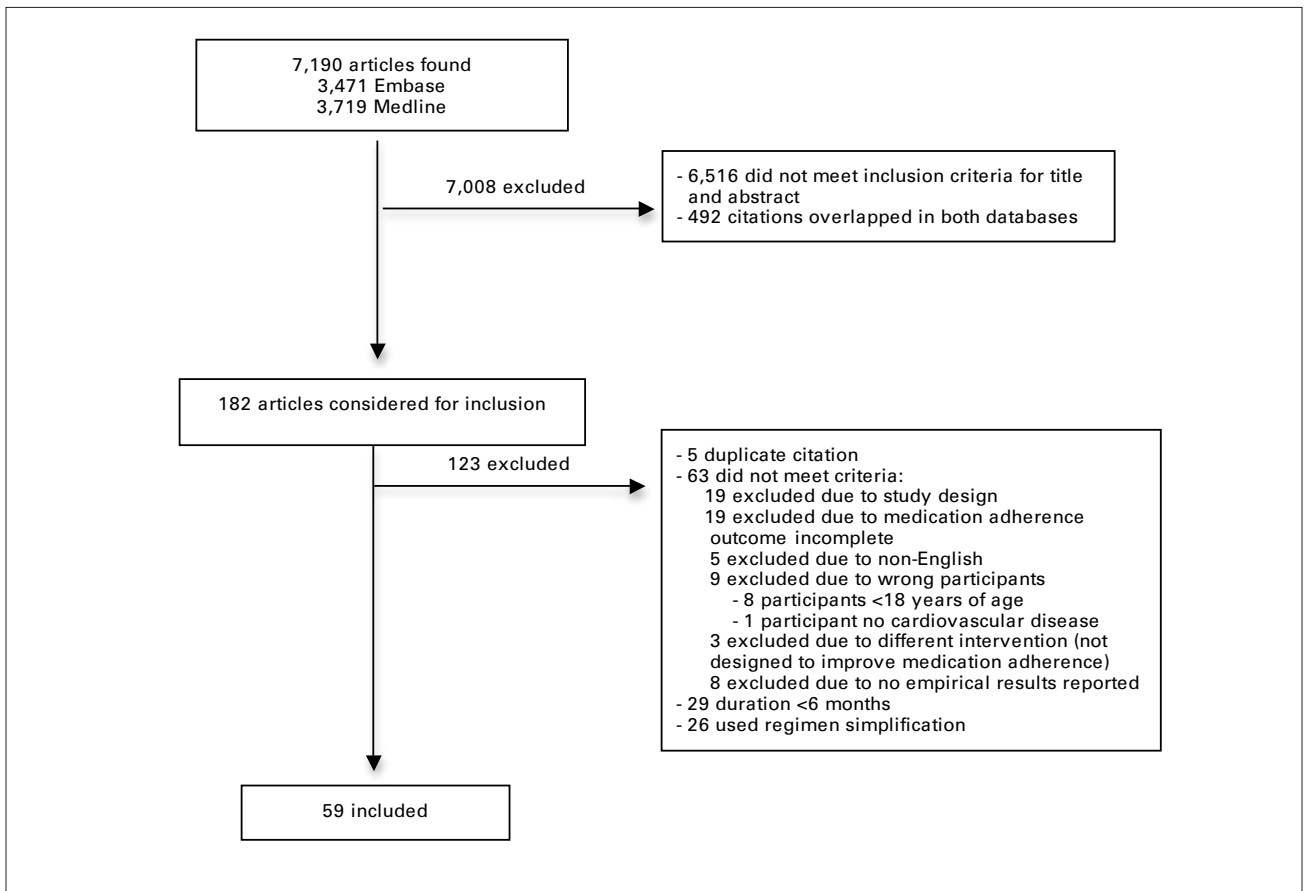 7,190 articles found
3,471 Embase
3,719 Medline
7,008 excluded
- 6,516 did not meet inclusion criteria for title
and abstract
- 492 citations overlapped in both databases
182 articles considered for inclusion
123 excluded
- 5 duplicate citation
- 63 did not meet criteria:
19 excluded due to study design
19 excluded due to medication adherence
outcome incomplete
5 excluded due to non-English
9 excluded due to wrong participants
- 8 participants <18 years of age
- 1 participant no cardiovascular disease
3 excluded due to different intervention (not
designed to improve medication adherence)
8 excluded due to no empirical results reported
- 29 duration <6 months
- 26 used regimen simplification
59 included